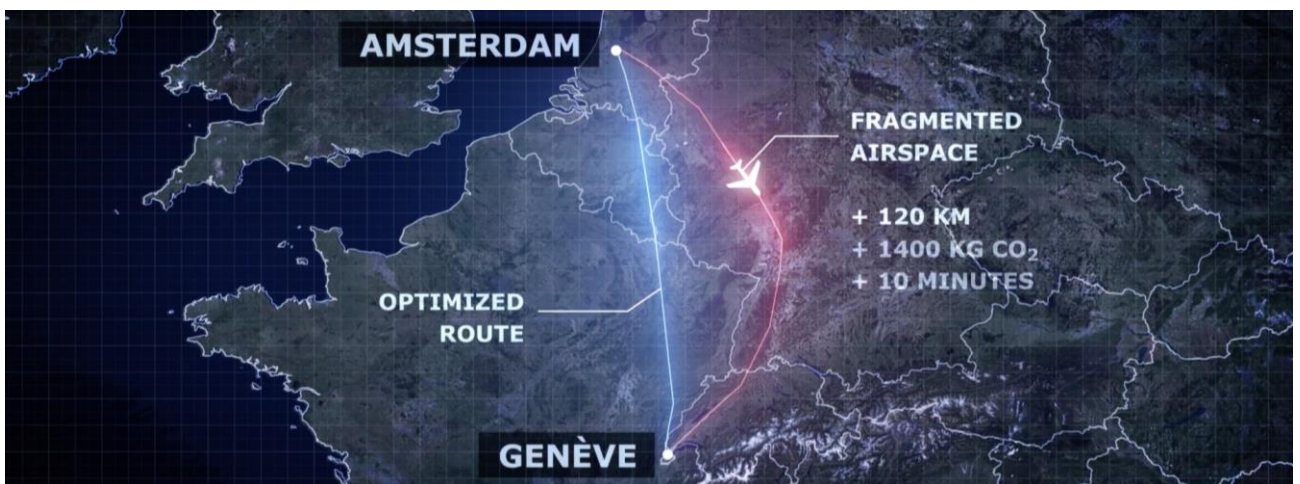 AMSTERDAM
FRAGMENTED
AIRSPACE
+ 120 KM
+ 1400 KG CO₂
+ 10 MINUTES
OPTIMIZED
ROUTE
GENÈVE